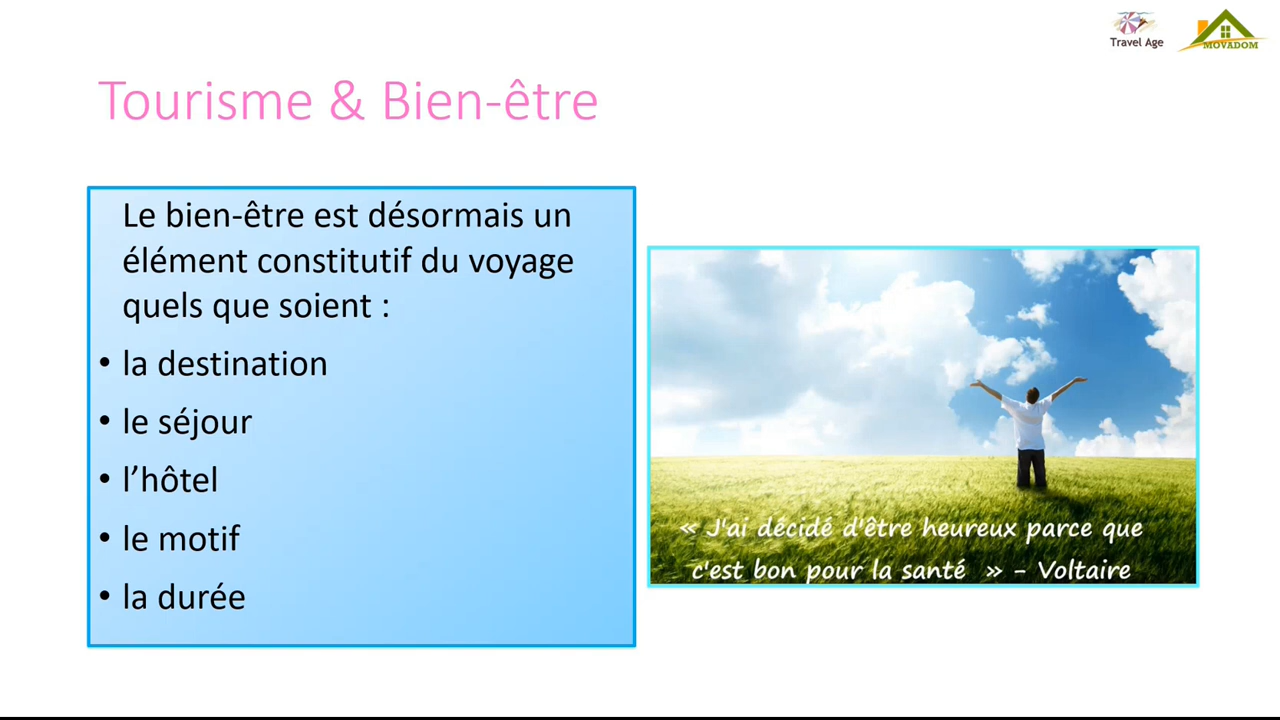 Travel Age
MOVADOM
Tourisme & Bien-être
Le bien-être est désormais un
élément constitutif du voyage
quels que soient :
• la destination
• le séjour
• l’hôtel
• le motif
• la durée
« J'ai décidé d'être heureux parce que
c'est bon pour la santé » - Voltaire